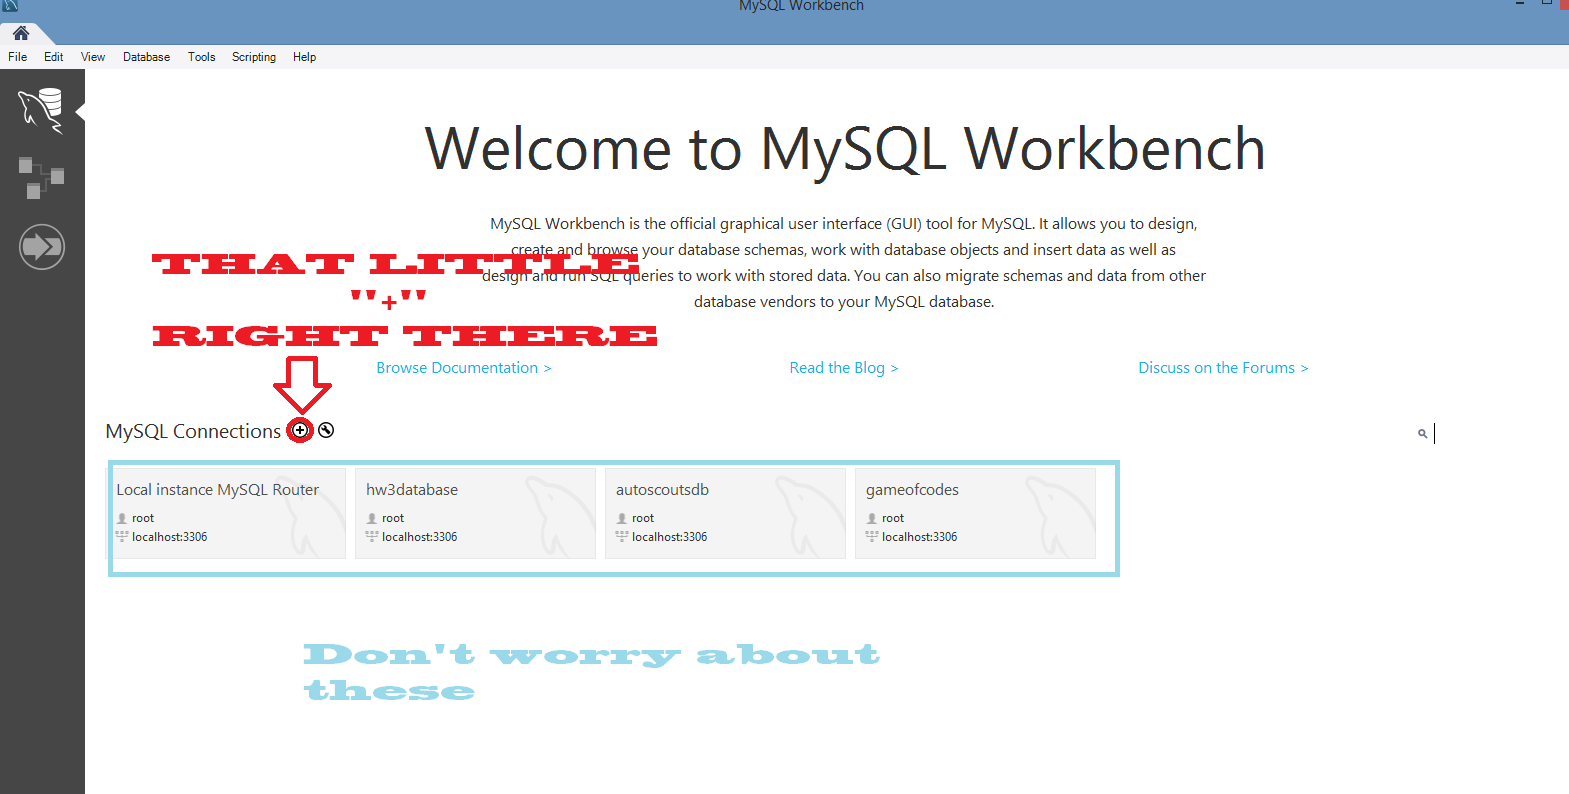 MySQL Workbench
File Edit View Database Tools Scripting Help
Welcome to MySQL Workbench
MySQL Workbench is the official graphical user interface (GUI) tool for MySQL. It allows you to design,
create and browse your database schemas, work with database objects and insert data as well as
design and run SQL queries to work with stored data. You can also migrate schemas and data from other
database vendors to your MySQL database.
THAT LITTLE
"+"
RIGHT THERE
Browse Documentation > Read the Blog > Discuss on the Forums >
MySQL Connections
Local instance MySQL Router
root
localhost:3306
hw3database
root
localhost:3306
autoscoutsdb
root
localhost:3306
gameofcodes
root
localhost:3306
Don't worry about
these